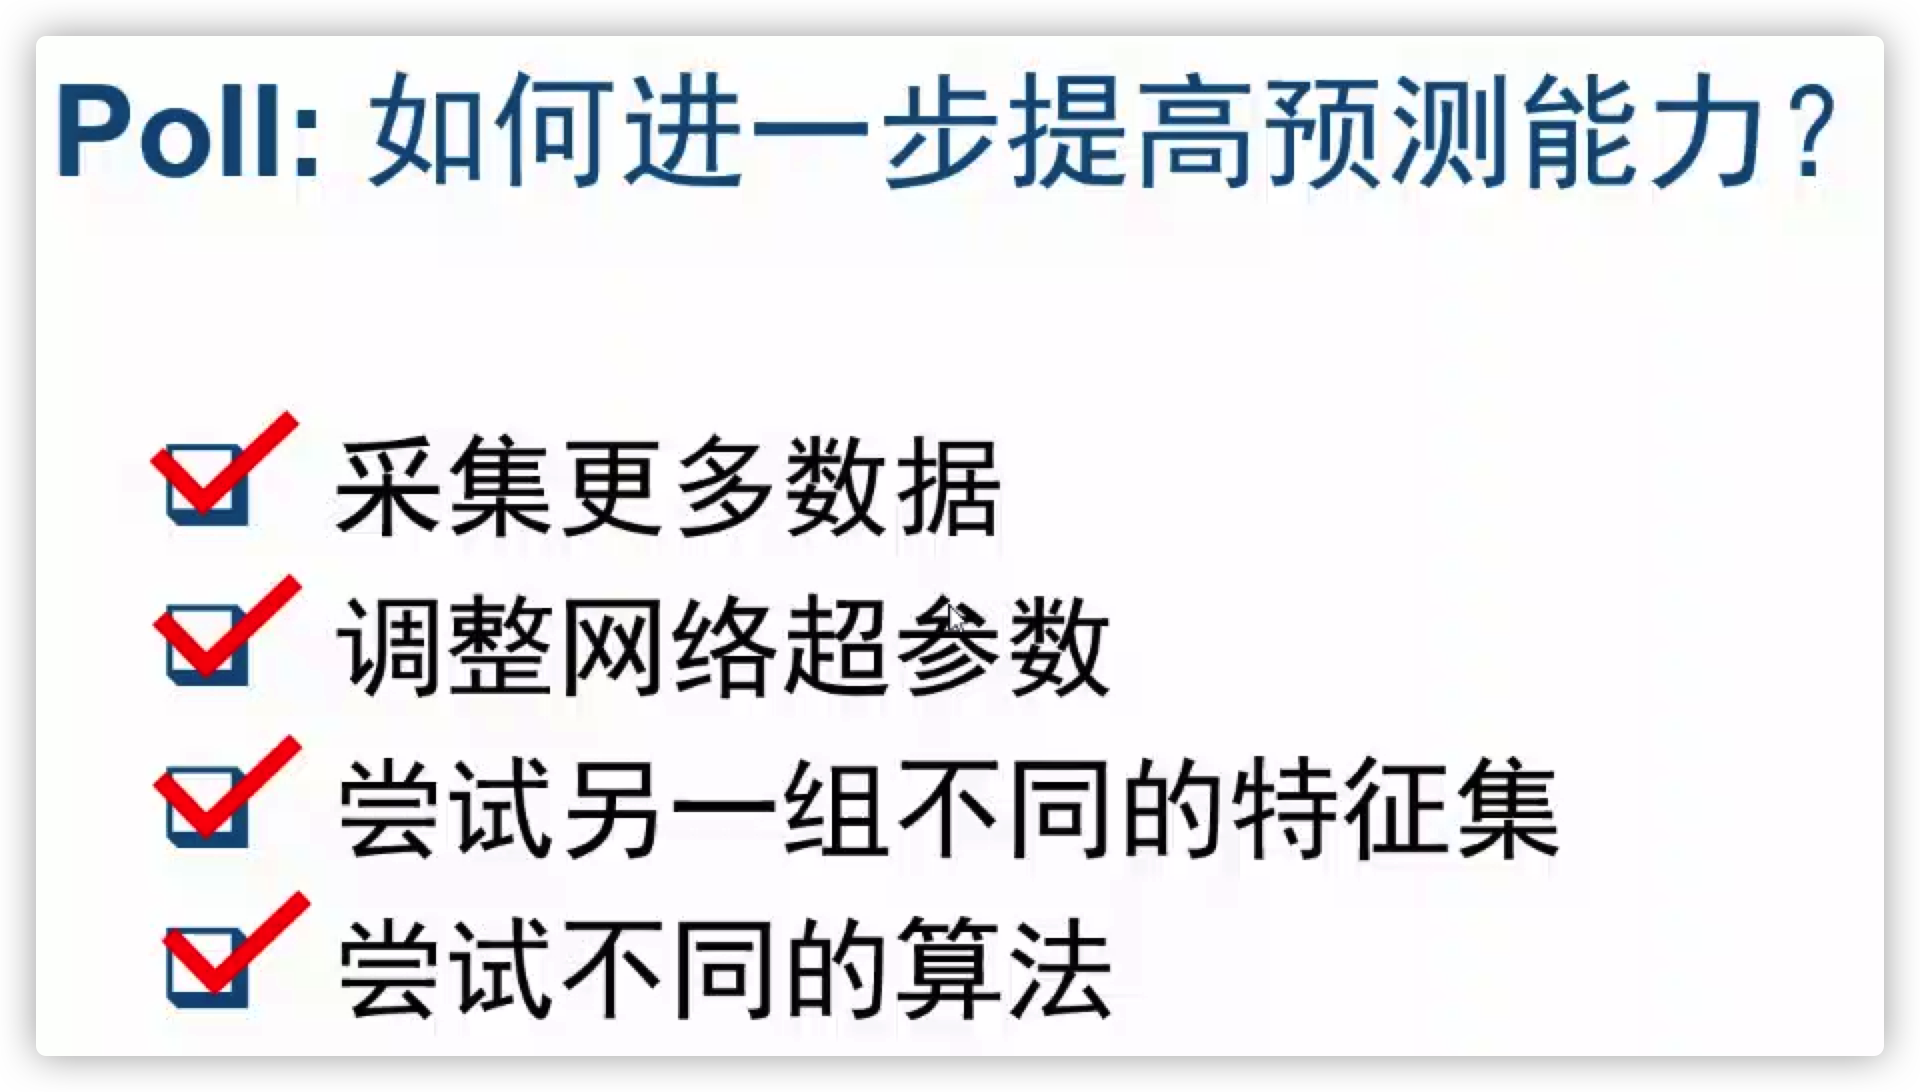 Poll: 如何进一步提高预测能力?
采集更多数据
调整网络超参数
尝试另一组不同的特征集
尝试不同的算法